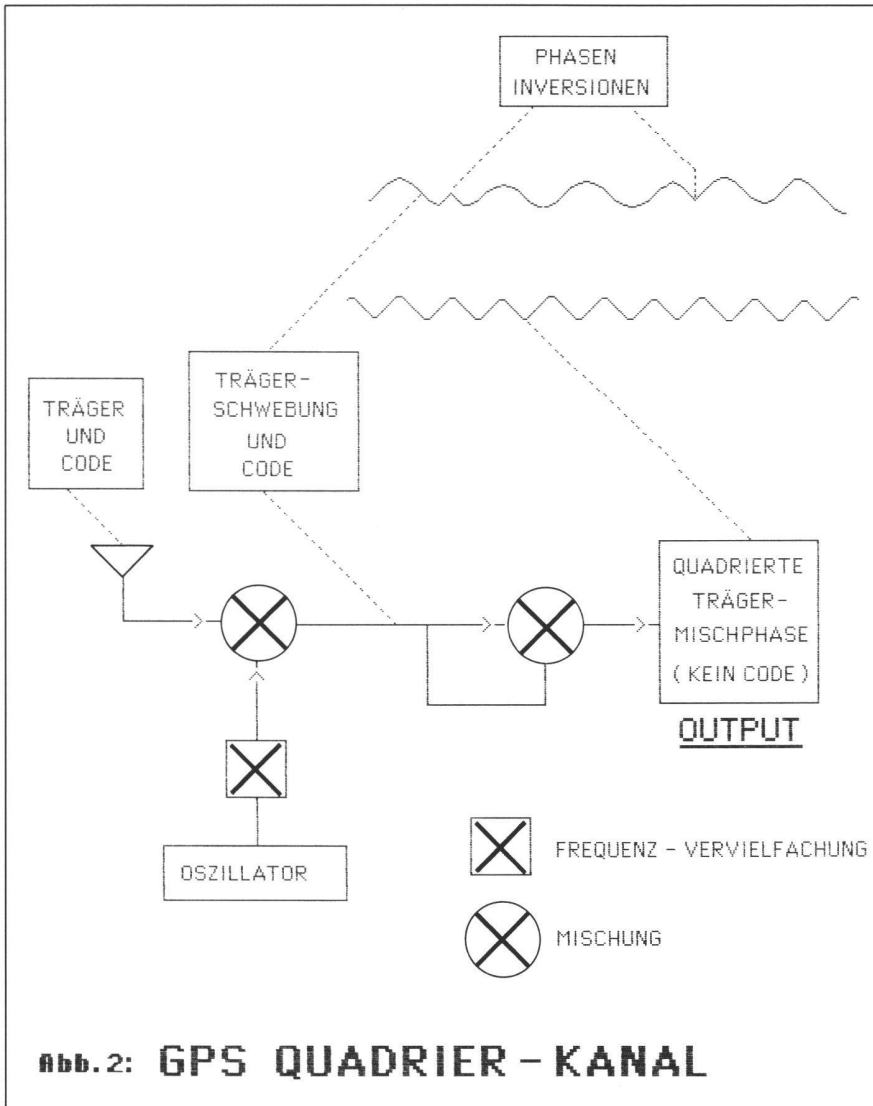 PHASEN
INVERSIONEN
TRÄGER-
SCHWEBUNG
UND
CODE
TRÄGER
UND
CODE
QUADRIERTE
TRÄGER-
MISCHPHASE
( KEIN CODE )
OUTPUT
OSZILLATOR
FREQUENZ - VERVIELFACHUNG
MISCHUNG
Abb.2: GPS QUADRIER - KANAL